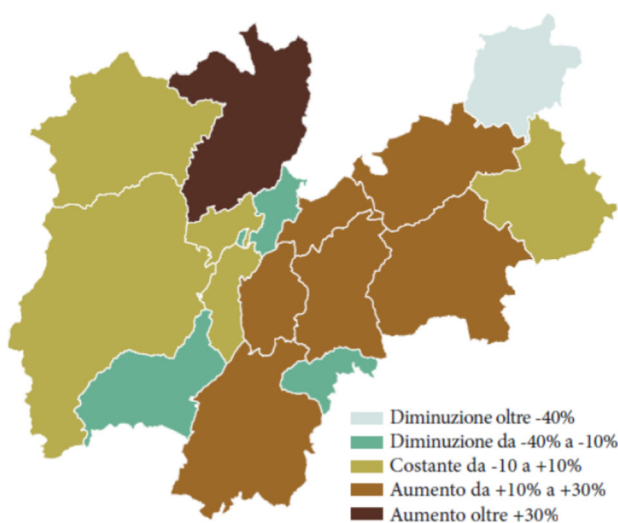 Diminuzione oltre -40%
Diminuzione da -40% a -10%
Costante da -10 a +10%
Aumento da +10% a +30%
Aumento oltre +30%